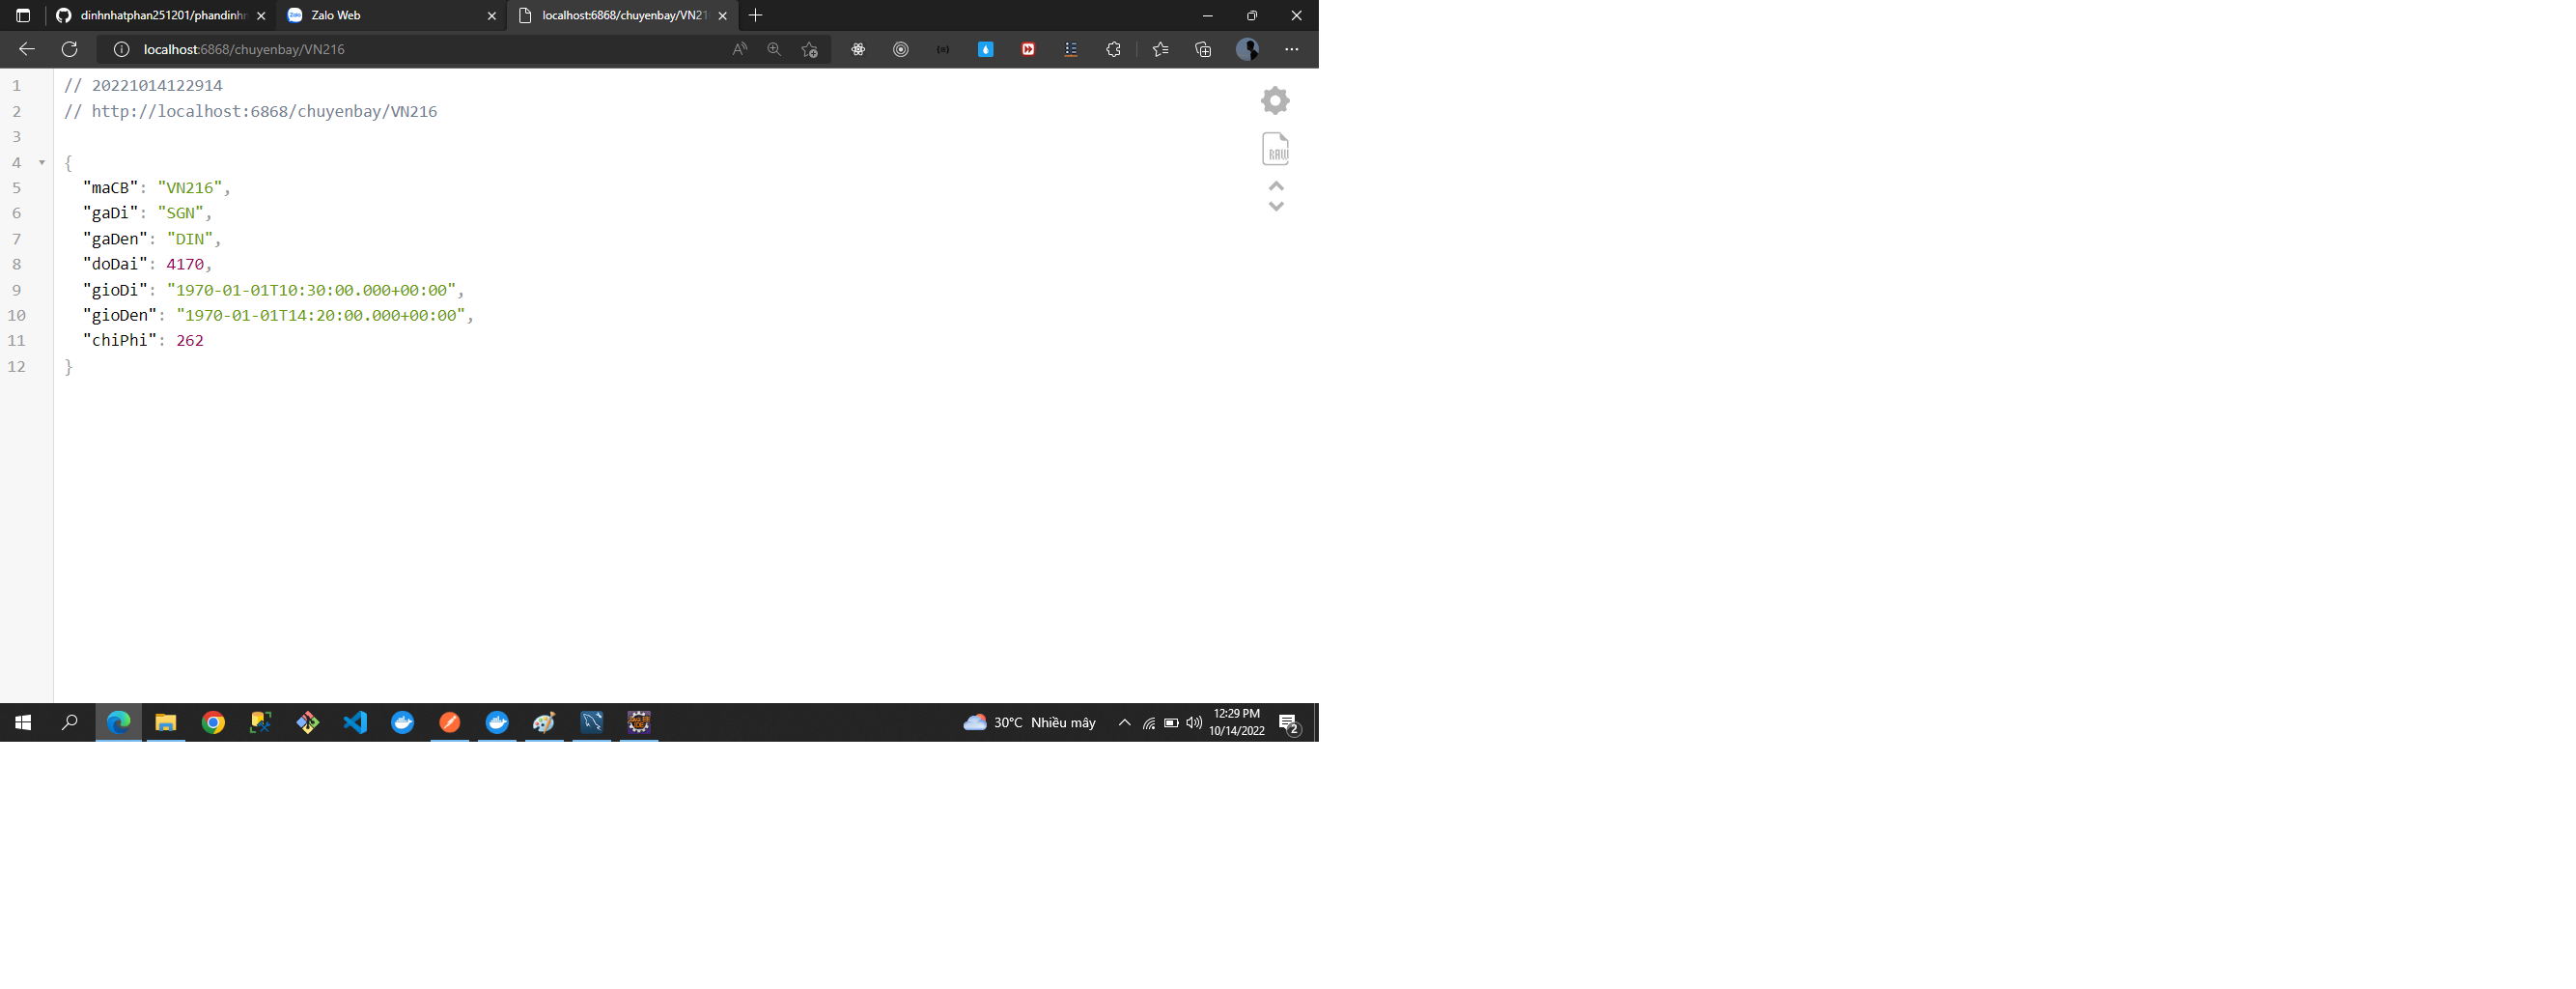 dinhnhatphan251201/phandinhn
Zalo Web
localhost:6868/chuyenbay/VN21
localhost:6868/chuyenbay/VN216
1 // 20221014122914
2 // http://localhost:6868/chuyenbay/VN216
3
4 {
5 "maCB": "VN216",
6 "gaDi": "SGN",
7 "gaDen": "DIN",
8 "doDai": 4170,
9 "gioDi": "1970-01-01T10:30:00.000+00:00",
10 "gioDen": "1970-01-01T14:20:00.000+00:00",
11 "chiPhi": 262
12 }
RAW
30°C Nhiều mây
12:29 PM
10/14/2022
2